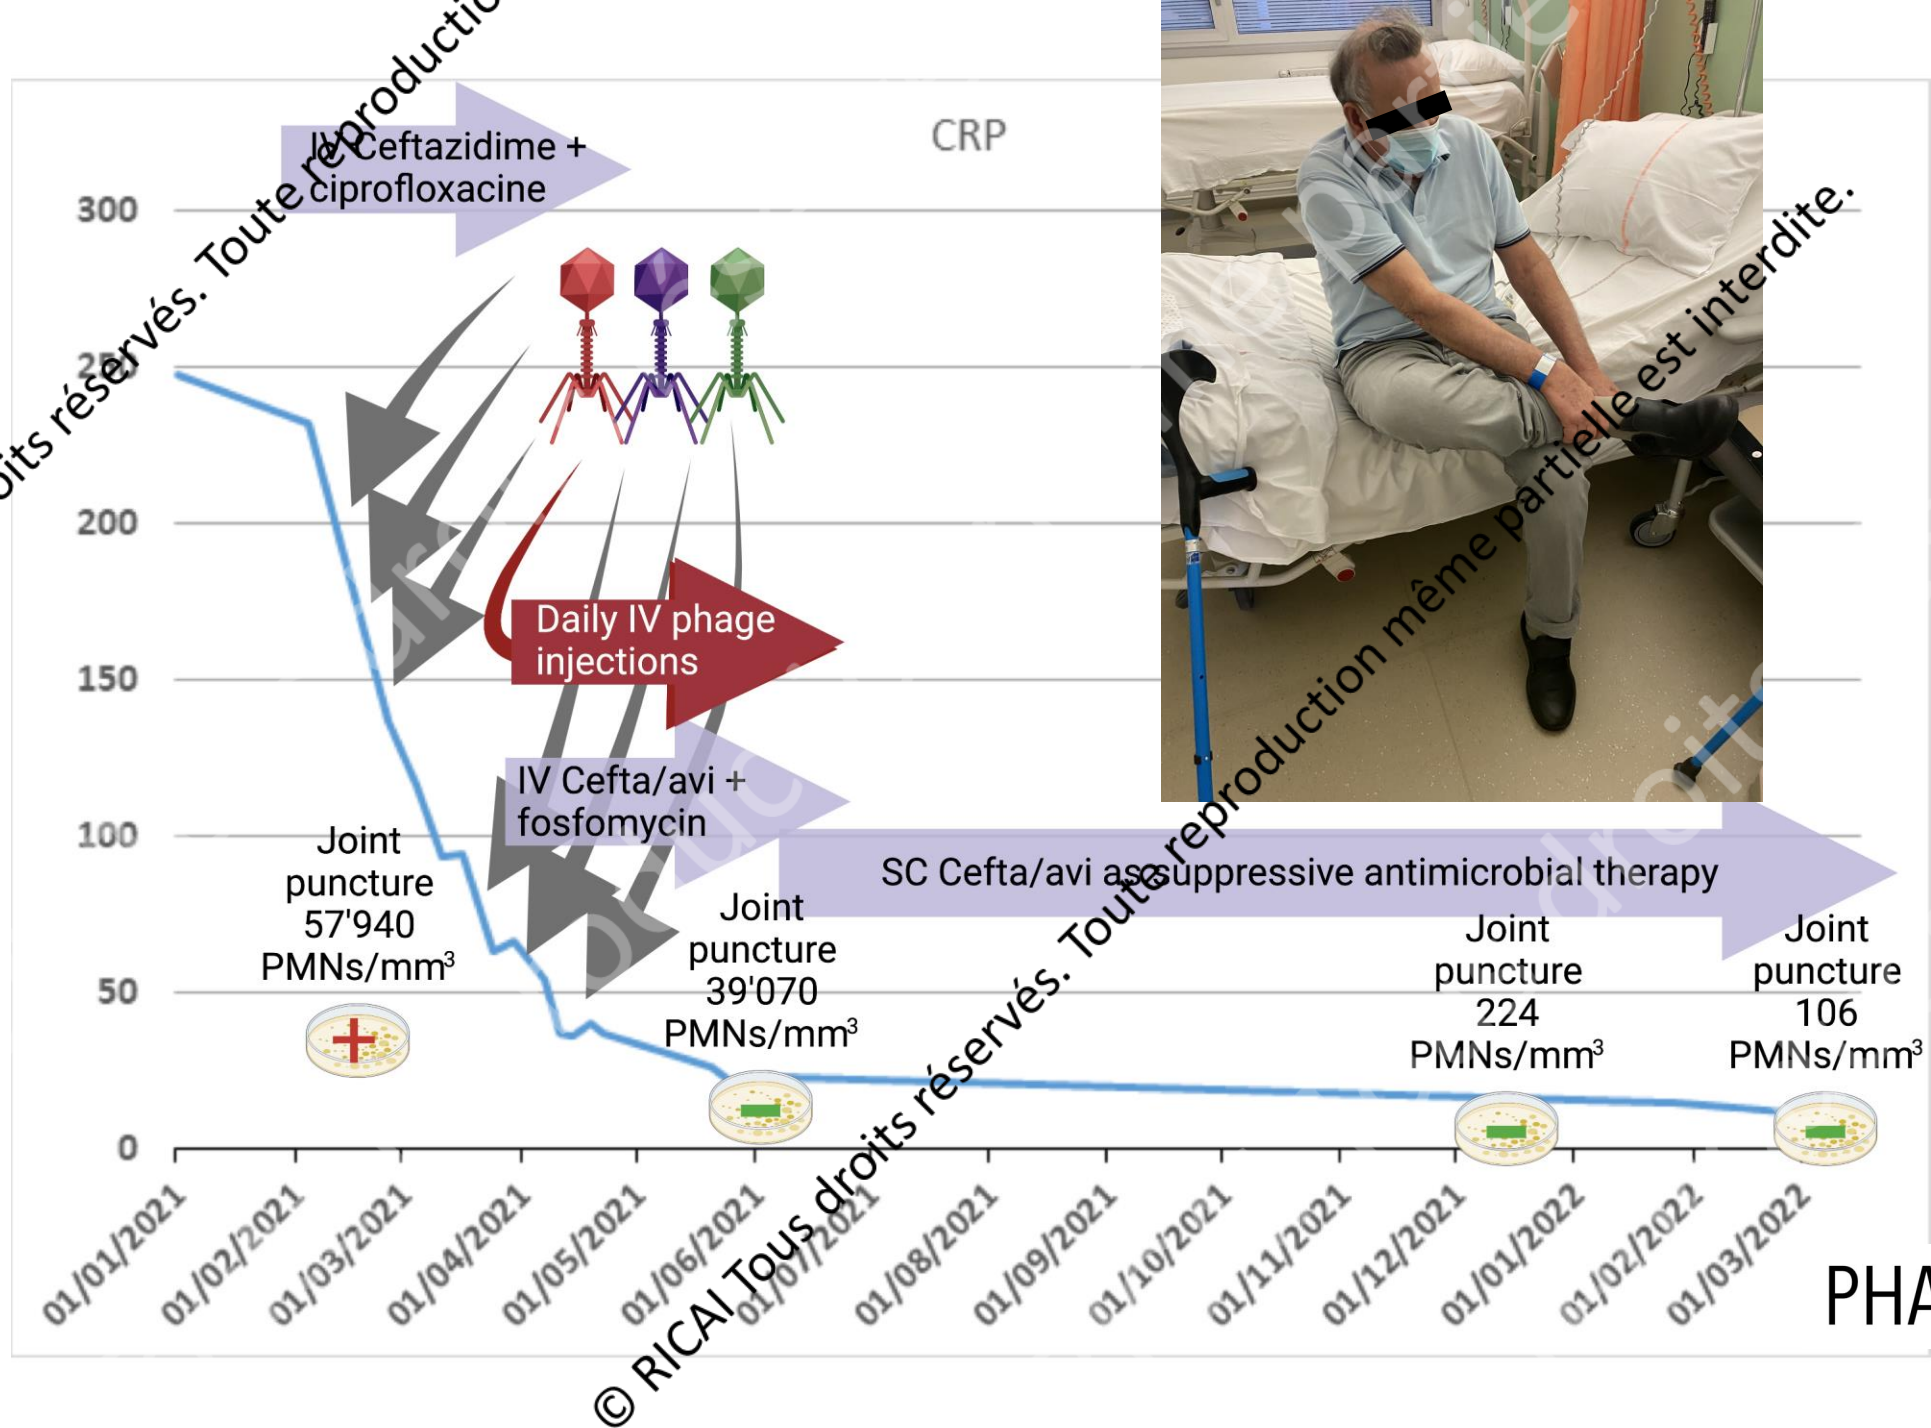 CRP
IV Ceftazidime +
ciprofloxacine
300
250
200
150
100
50
0
Daily IV phage
injections
IV Cefta/avi +
fosfomycin
SC Cefta/avi as suppressive antimicrobial therapy
Joint
puncture
57'940
PMNs/mm³
Joint
puncture
39'070
PMNs/mm³
Joint
puncture
224
PMNs/mm³
Joint
puncture
106
PMNs/mm³
01/01/2021
01/02/2021
01/03/2021
01/04/2021
01/05/2021
01/06/2021
01/07/2021
01/08/2021
01/09/2021
01/10/2021
01/11/2021
01/12/2021
01/01/2022
01/02/2022
01/03/2022
PHA
oits réservés. Toute reproductio
© RICAI Tous droits réservés. Toute reproduction même partielle est interdite.